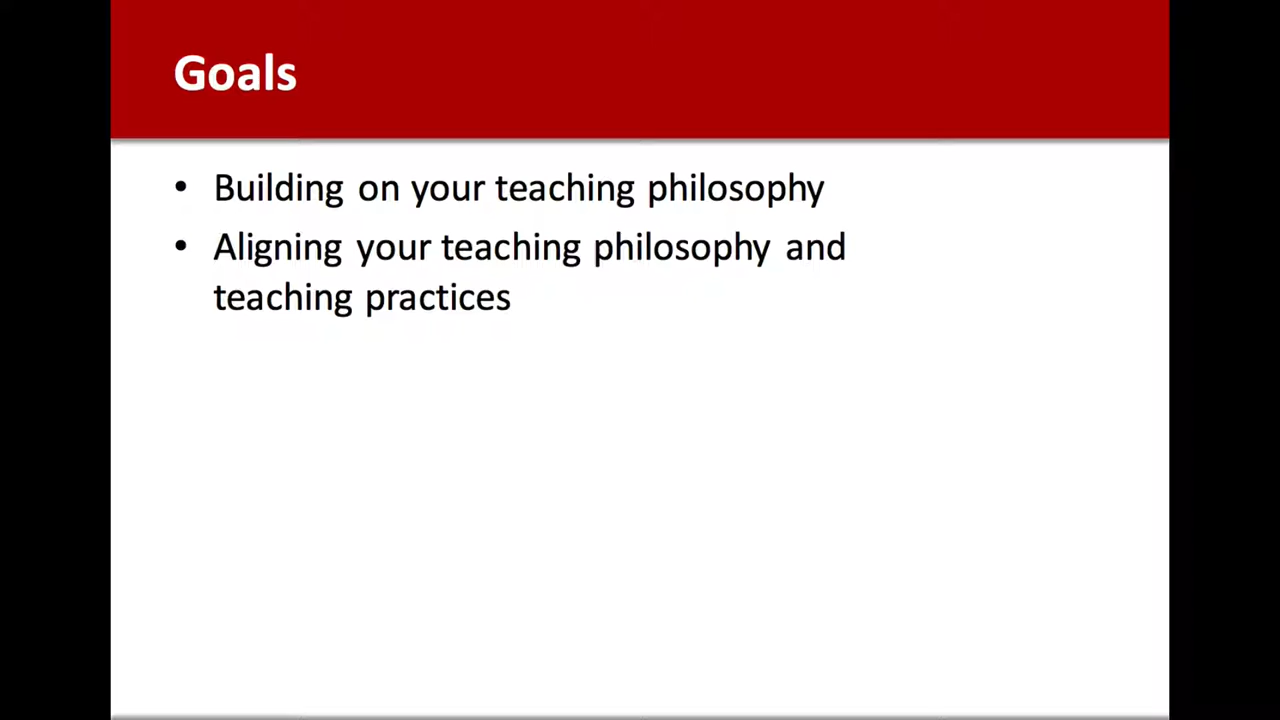 Goals
• Building on your teaching philosophy
• Aligning your teaching philosophy and
teaching practices